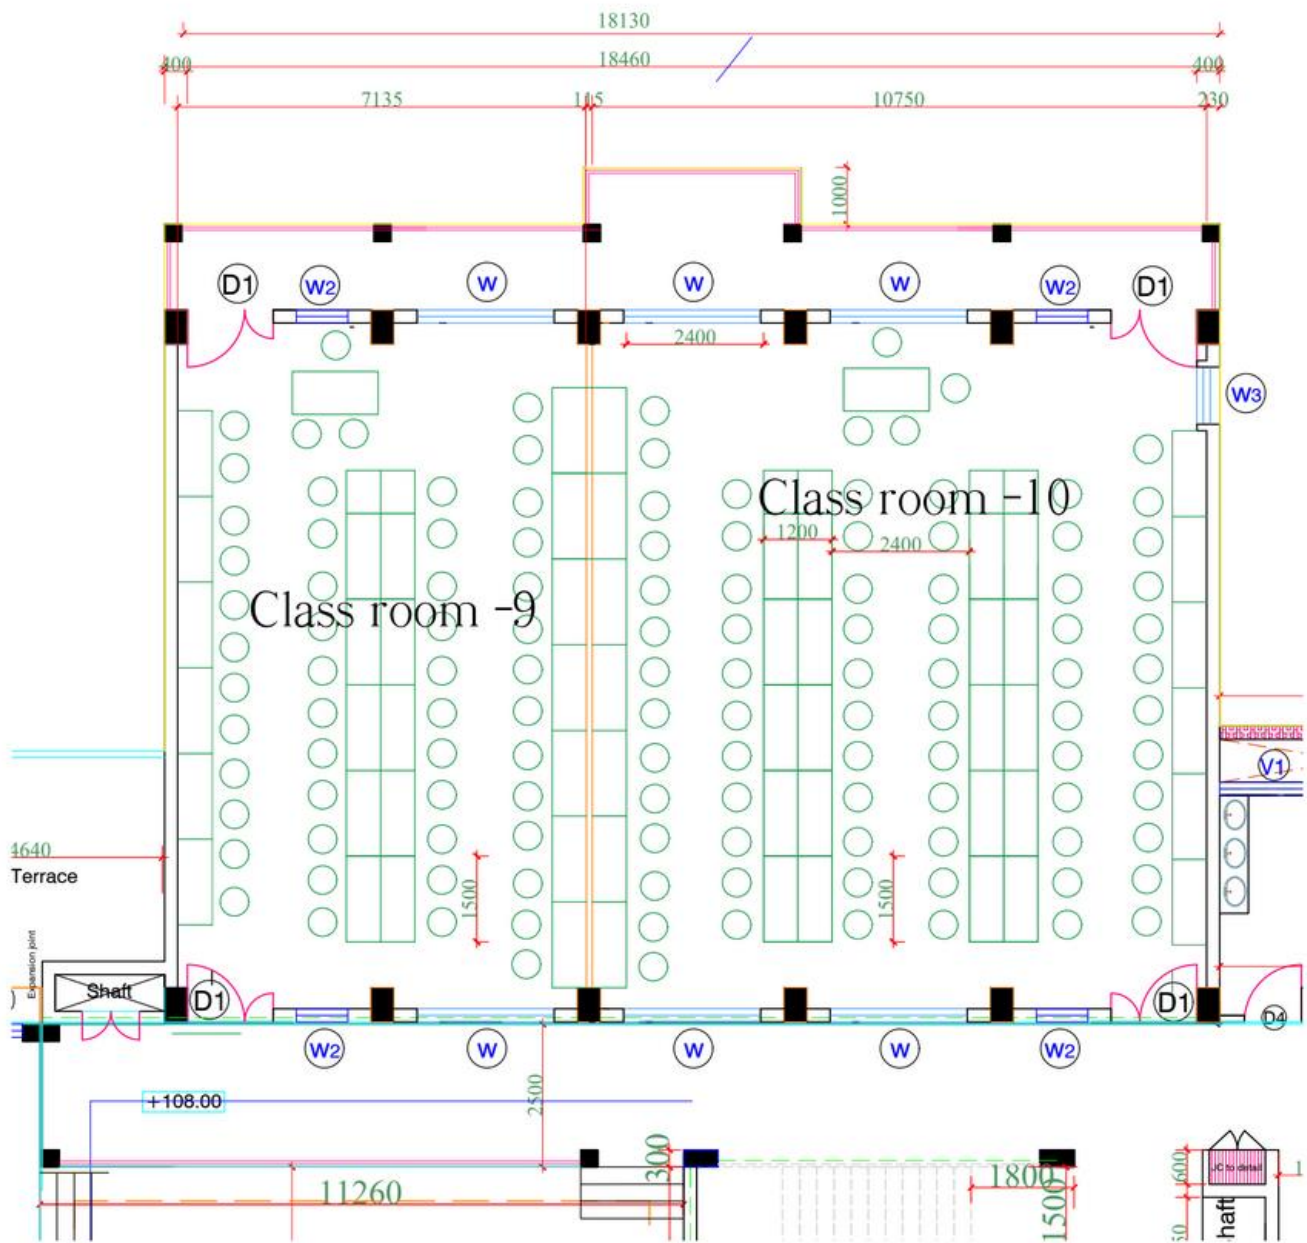 18130
400 18460 400
7135 115 10750 230
1000
D1 W2 W W W W2 D1
2400
W3
Class room -10
1200
2400
Class room -9
V1
4640
Terrace
1500 1500
Expansion joint
Shaft D1 D1 D4
W2 W W W W2
2500
+108.00
300 600
JC to detail
1800
11260
1500
haft